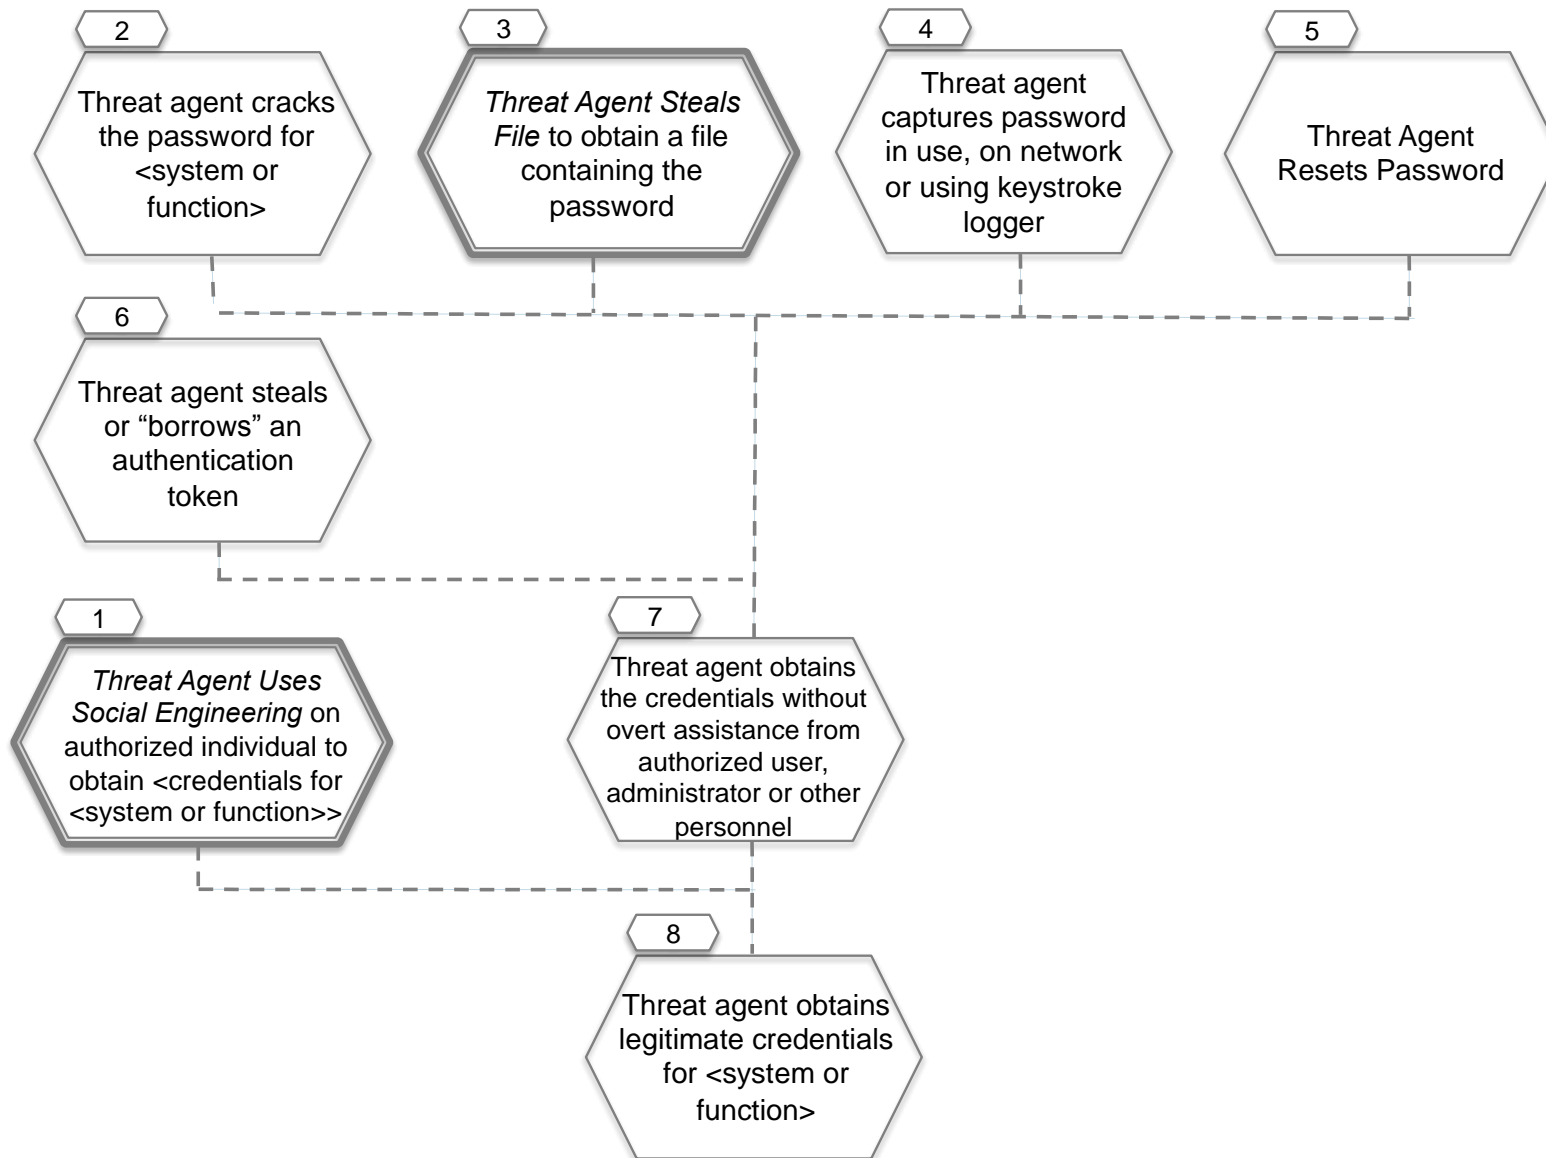 2
Threat agent cracks
the password for
<system or
function>
3
Threat Agent Steals
File to obtain a file
containing the
password
4
Threat agent
captures password
in use, on network
or using keystroke
logger
5
Threat Agent
Resets Password
6
Threat agent steals
or “borrows” an
authentication
token
1
Threat Agent Uses
Social Engineering on
authorized individual to
obtain <credentials for
<system or function>>
7
Threat agent obtains
the credentials without
overt assistance from
authorized user,
administrator or other
personnel
8
Threat agent obtains
legitimate credentials
for <system or
function>